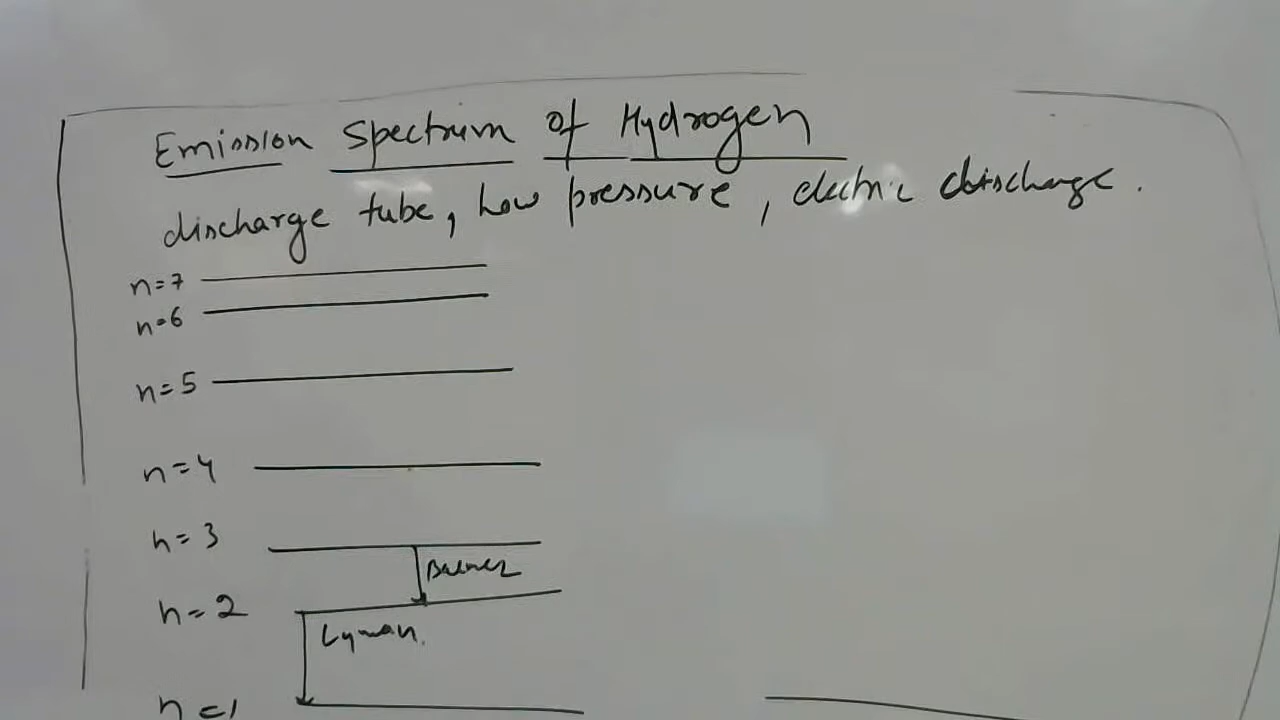 Emission Spectrum of Hydrogen
discharge tube, low pressure, electric discharge.
n=7
n=6
n=5
n=4
n=3
Balmer
n=2
Lyman.
n=1